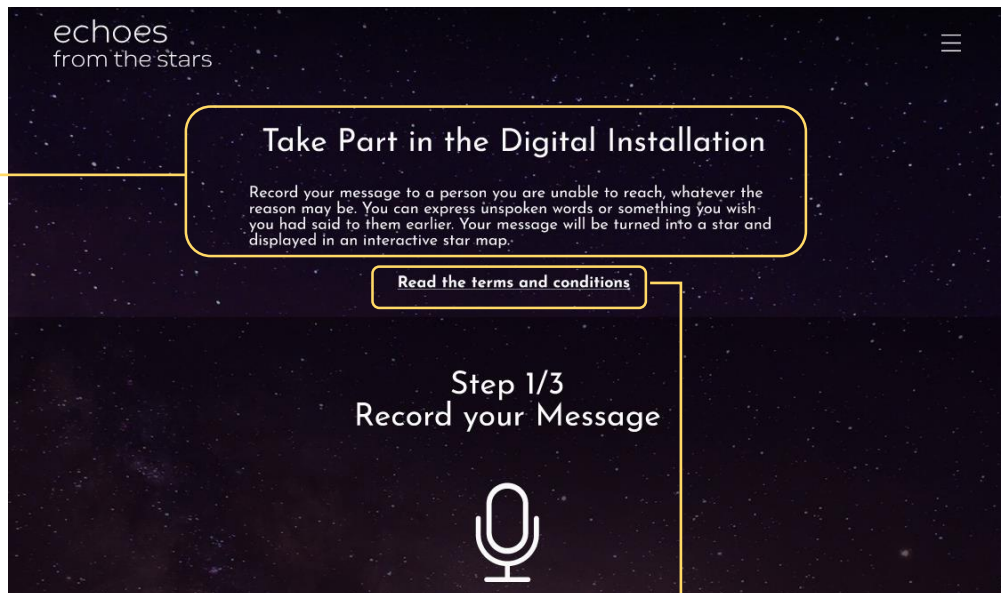 echoes
from the stars
Take Part in the Digital Installation
Record your message to a person you are unable to reach, whatever the
reason may be. You can express unspoken words or something you wish
you had said to them earlier. Your message will be turned into a star and
displayed in an interactive star map.
Read the terms and conditions
Step 1/3
Record your Message